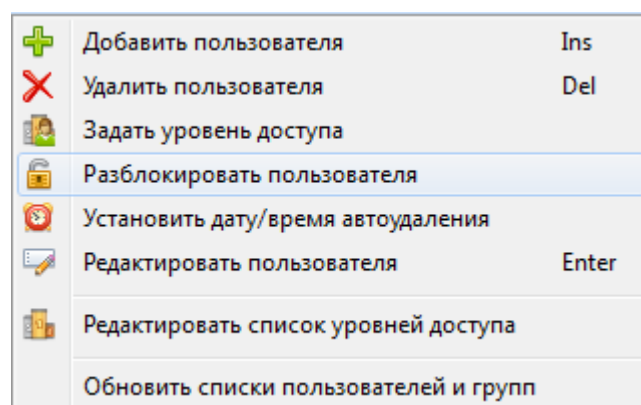 Добавить пользователя Ins
Удалить пользователя Del
Задать уровень доступа
Разблокировать пользователя
Установить дату/время автоудаления
Редактировать пользователя Enter
Редактировать список уровней доступа
Обновить списки пользователей и групп